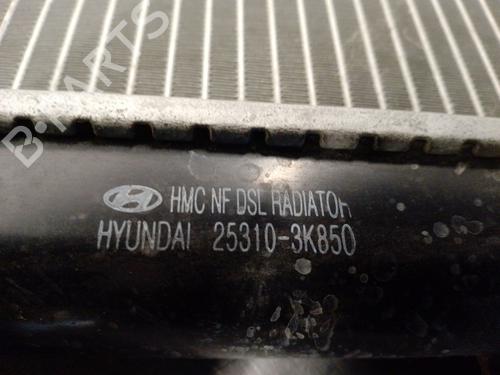 B-PARTS
HMC NF DSL RADIATOR
HYUNDAI 25310-3K850